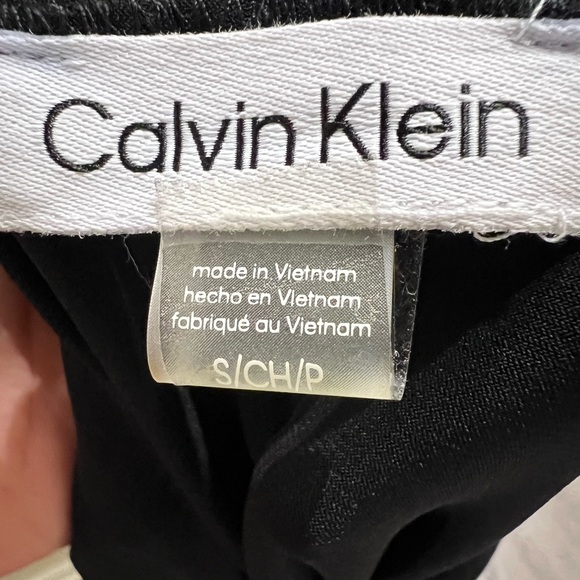 Calvin Klein
made in Vietnam
hecho en Vietnam
fabriqué au Vietnam
S/CH/P